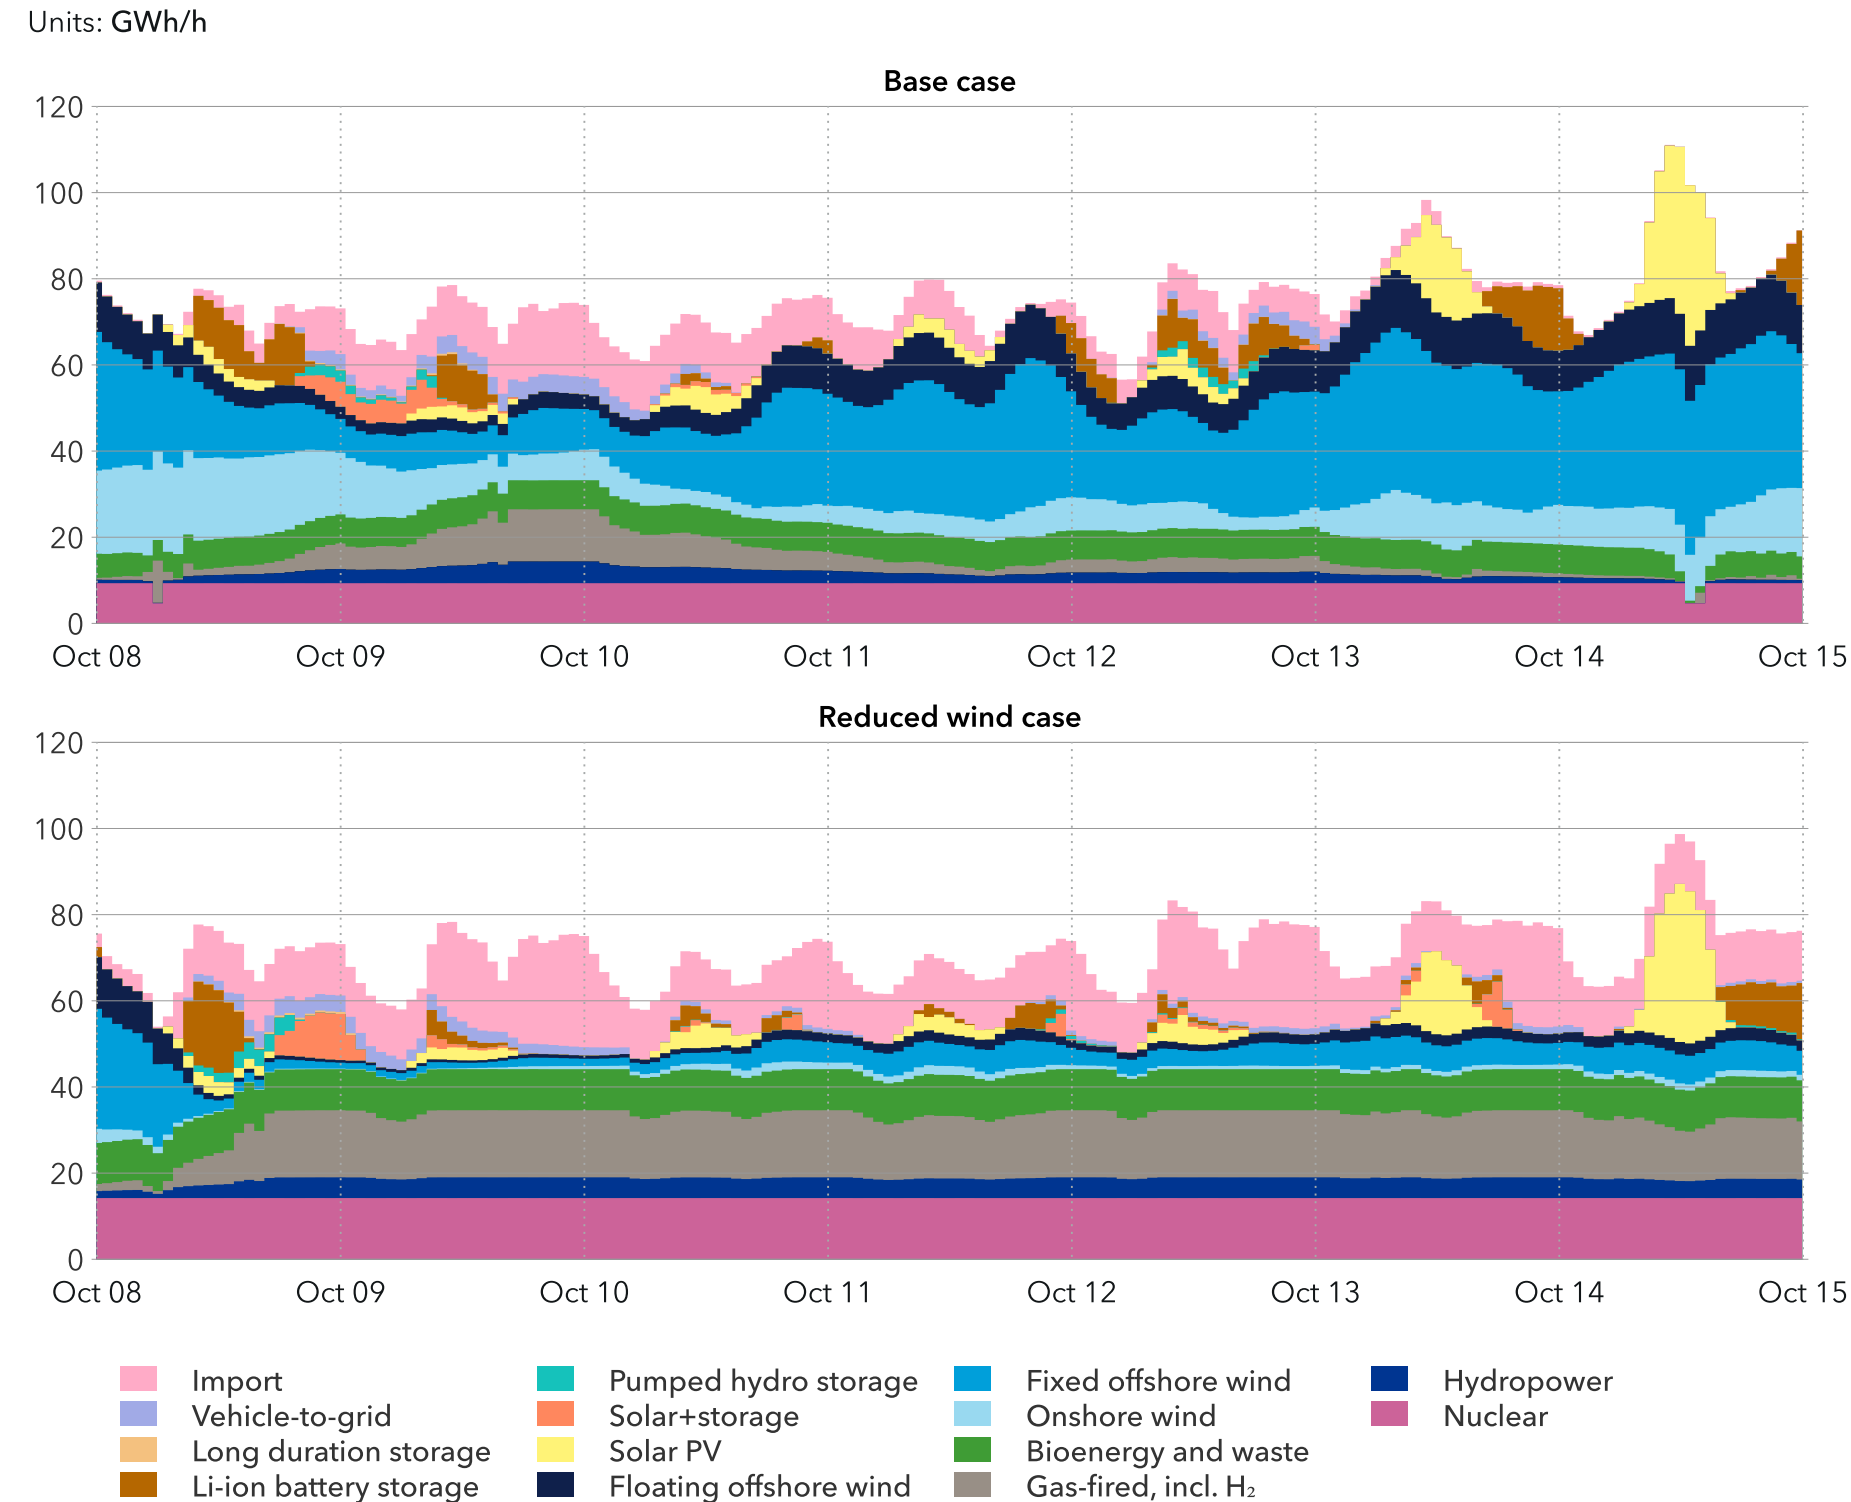 Units: GWh/h
Base case
120
100
80
60
40
20
0
Oct 08 Oct 09 Oct 10 Oct 11 Oct 12 Oct 13 Oct 14 Oct 15
Reduced wind case
120
100
80
60
40
20
0
Oct 08 Oct 09 Oct 10 Oct 11 Oct 12 Oct 13 Oct 14 Oct 15
Import Pumped hydro storage Fixed offshore wind Hydropower
Vehicle-to-grid Solar+storage Onshore wind Nuclear
Long duration storage Solar PV Bioenergy and waste
Li-ion battery storage Floating offshore wind Gas-fired, incl. H₂